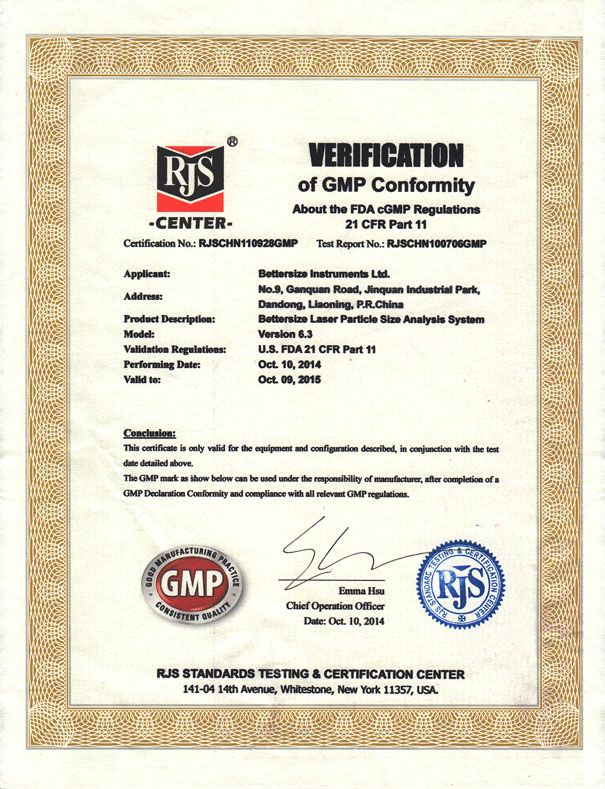 RJS ®
-CENTER-
VERIFICATION
of GMP Conformity
About the FDA cGMP Regulations
21 CFR Part 11
Certification No.: RJSCHN110928GMP Test Report No.: RJSCHN100706GMP
Applicant: Bettersize Instruments Ltd.
Address: No.9, Ganquan Road, Jinquan Industrial Park,
Dandong, Liaoning, P.R.China
Product Description: Bettersize Laser Particle Size Analysis System
Model: Version 6.3
Validation Regulations: U.S. FDA 21 CFR Part 11
Performing Date: Oct. 10, 2014
Valid to: Oct. 09, 2015
Conclusion:
This certificate is only valid for the equipment and configuration described, in conjunction with the test
date detailed above.
The GMP mark as show below can be used under the responsibility of manufacturer, after completion of a
GMP Declaration Conformity and compliance with all relevant GMP regulations.
GOOD MANUFACTURING PRACTICE
GMP
CONSISTENT QUALITY
Emma Hsu
Chief Operation Officer
Date: Oct. 10, 2014
RJS STANDARD TESTING & CERTIFICATION CENTER
RJS
RJS STANDARDS TESTING & CERTIFICATION CENTER
141-04 14th Avenue, Whitestone, New York 11357, USA.